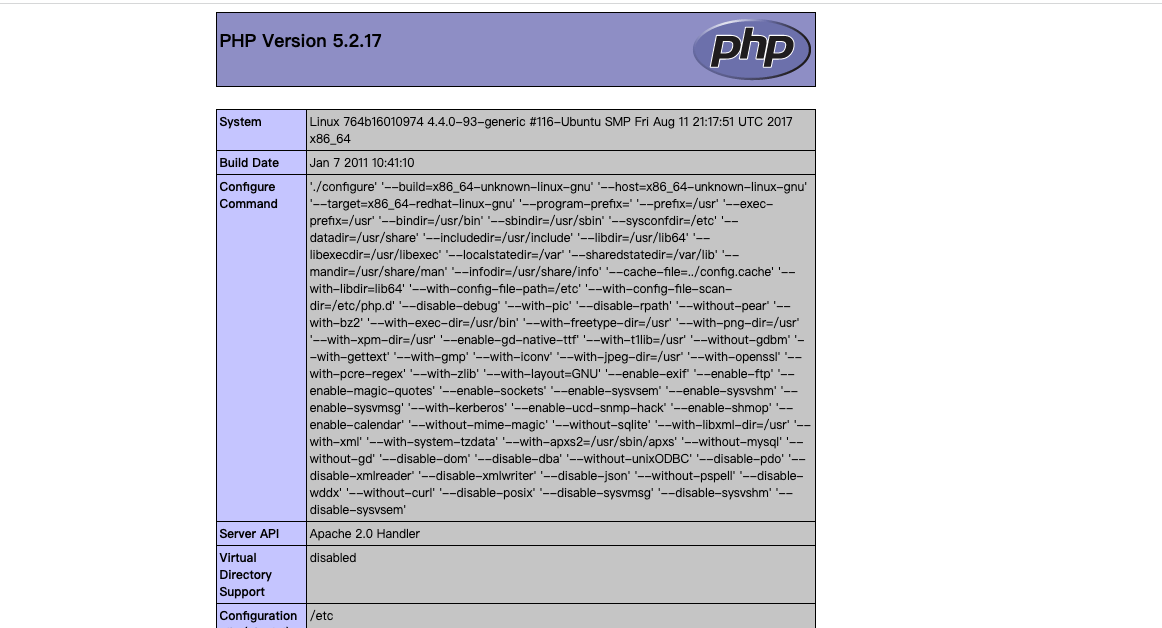 PHP Version 5.2.17
php
System
Linux 764b16010974 4.4.0-93-generic #116-Ubuntu SMP Fri Aug 11 21:17:51 UTC 2017
x86_64
Build Date
Jan 7 2011 10:41:10
Configure
Command
'./configure' '--build=x86_64-unknown-linux-gnu' '--host=x86_64-unknown-linux-gnu'
'--target=x86_64-redhat-linux-gnu' '--program-prefix=' '--prefix=/usr' '--exec-
prefix=/usr' '--bindir=/usr/bin' '--sbindir=/usr/sbin' '--sysconfdir=/etc' '--
datadir=/usr/share' '--includedir=/usr/include' '--libdir=/usr/lib64' '--
libexecdir=/usr/libexec' '--localstatedir=/var' '--sharedstatedir=/var/lib' '--
mandir=/usr/share/man' '--infodir=/usr/share/info' '--cache-file=../config.cache' '--
with-libdir=lib64' '--with-config-file-path=/etc' '--with-config-file-scan-
dir=/etc/php.d' '--disable-debug' '--with-pic' '--disable-rpath' '--without-pear' '--
with-bz2' '--with-exec-dir=/usr/bin' '--with-freetype-dir=/usr' '--with-png-dir=/usr'
'--with-xpm-dir=/usr' '--enable-gd-native-ttf' '--with-t1lib=/usr' '--without-gdbm' '-
-with-gettext' '--with-gmp' '--with-iconv' '--with-jpeg-dir=/usr' '--with-openssl' '--
with-pcre-regex' '--with-zlib' '--with-layout=GNU' '--enable-exif' '--enable-ftp' '--
enable-magic-quotes' '--enable-sockets' '--enable-sysvsem' '--enable-sysvshm' '--
enable-sysvmsg' '--with-kerberos' '--enable-ucd-snmp-hack' '--enable-shmop' '--
enable-calendar' '--without-mime-magic' '--without-sqlite' '--with-libxml-dir=/usr' '--
with-xml' '--with-system-tzdata' '--with-apxs2=/usr/sbin/apxs' '--without-mysql' '--
without-gd' '--disable-dom' '--disable-dba' '--without-unixODBC' '--disable-pdo' '--
disable-xmlreader' '--disable-xmlwriter' '--disable-json' '--without-pspell' '--disable-
wddx' '--without-curl' '--disable-posix' '--disable-sysvmsg' '--disable-sysvshm' '--
disable-sysvsem'
Server API
Apache 2.0 Handler
Virtual
Directory
Support
disabled
Configuration
/etc